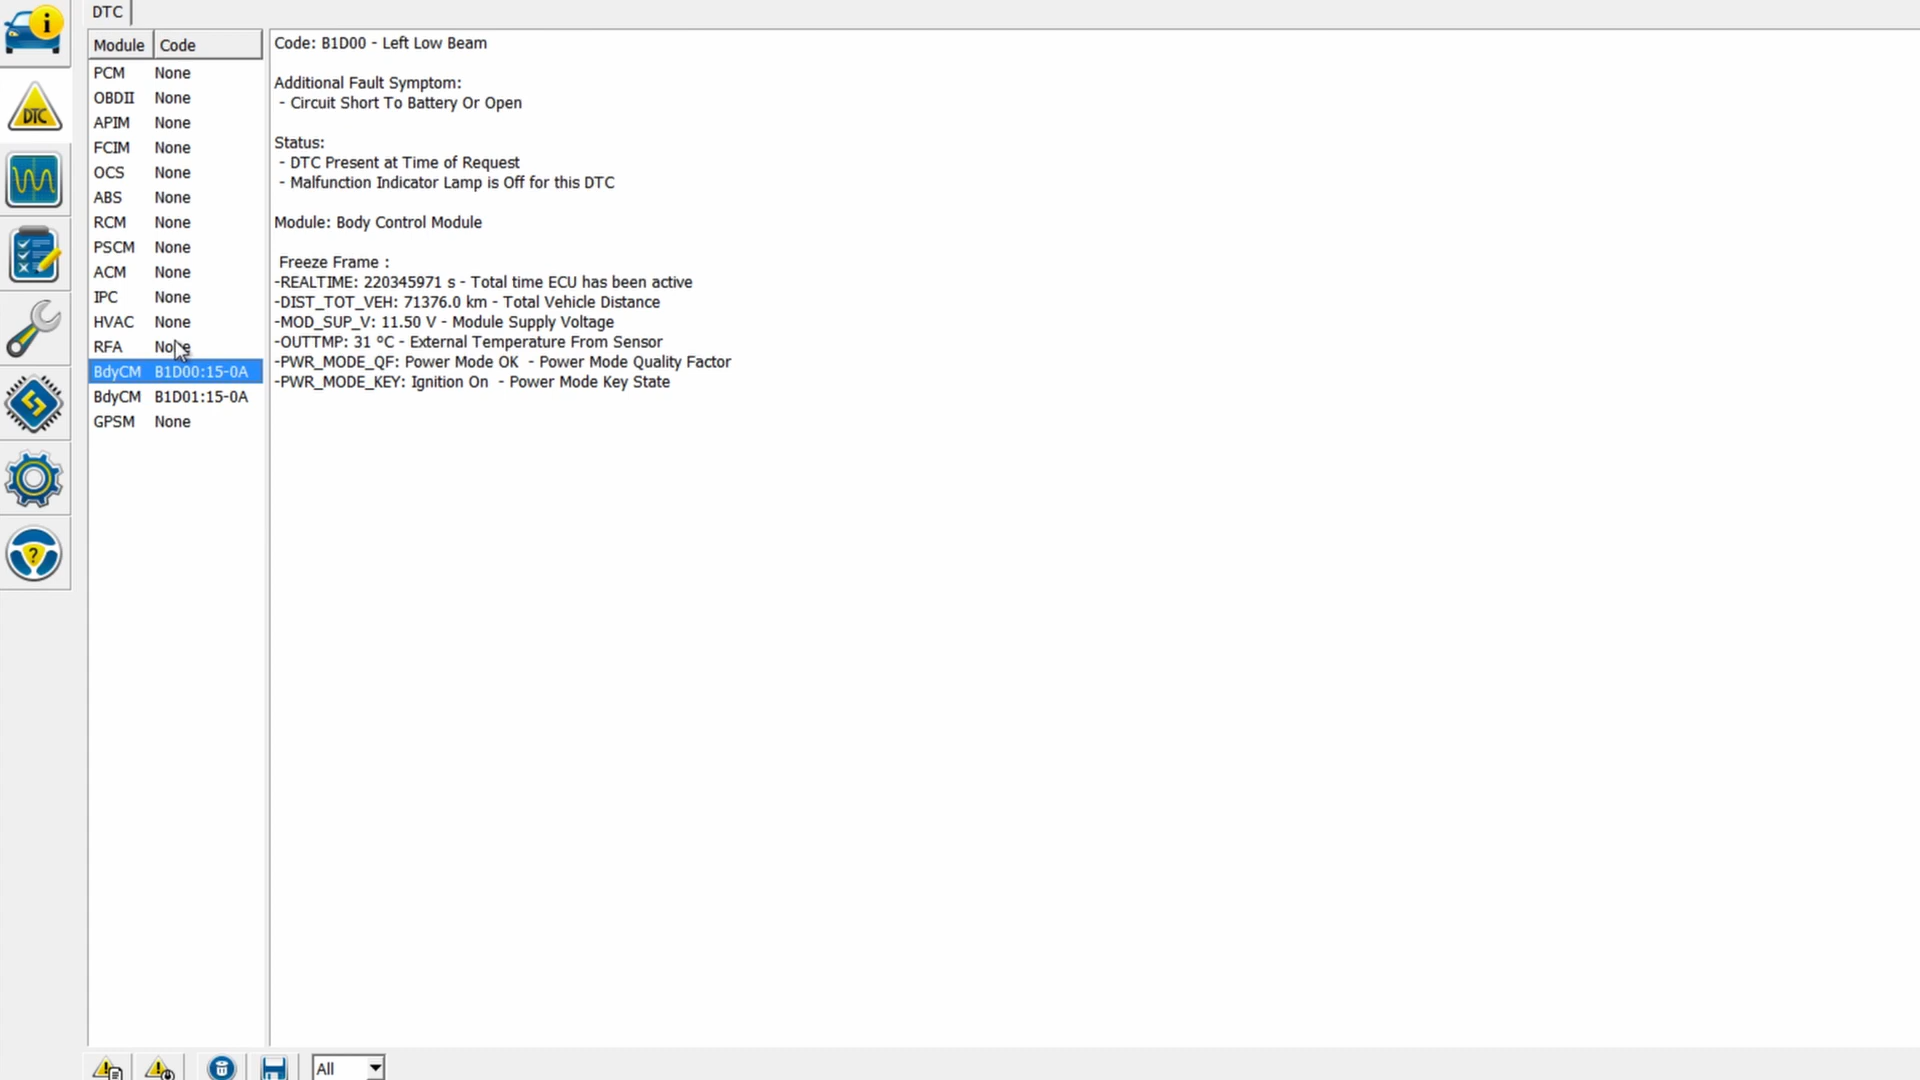 DTC
Module Code
PCM None
OBDII None
APIM None
FCIM None
OCS None
ABS None
RCM None
PSCM None
ACM None
IPC None
HVAC None
RFA None
BdyCM B1D00:15-0A
BdyCM B1D01:15-0A
GPSM None
Code: B1D00 - Left Low Beam
Additional Fault Symptom:
- Circuit Short To Battery Or Open
Status:
- DTC Present at Time of Request
- Malfunction Indicator Lamp is Off for this DTC
Module: Body Control Module
Freeze Frame :
-REALTIME: 220345971 s - Total time ECU has been active
-DIST_TOT_VEH: 71376.0 km - Total Vehicle Distance
-MOD_SUP_V: 11.50 V - Module Supply Voltage
-OUTTMP: 31 ºC - External Temperature From Sensor
-PWR_MODE_QF: Power Mode OK - Power Mode Quality Factor
-PWR_MODE_KEY: Ignition On - Power Mode Key State
i
DTC
?
All